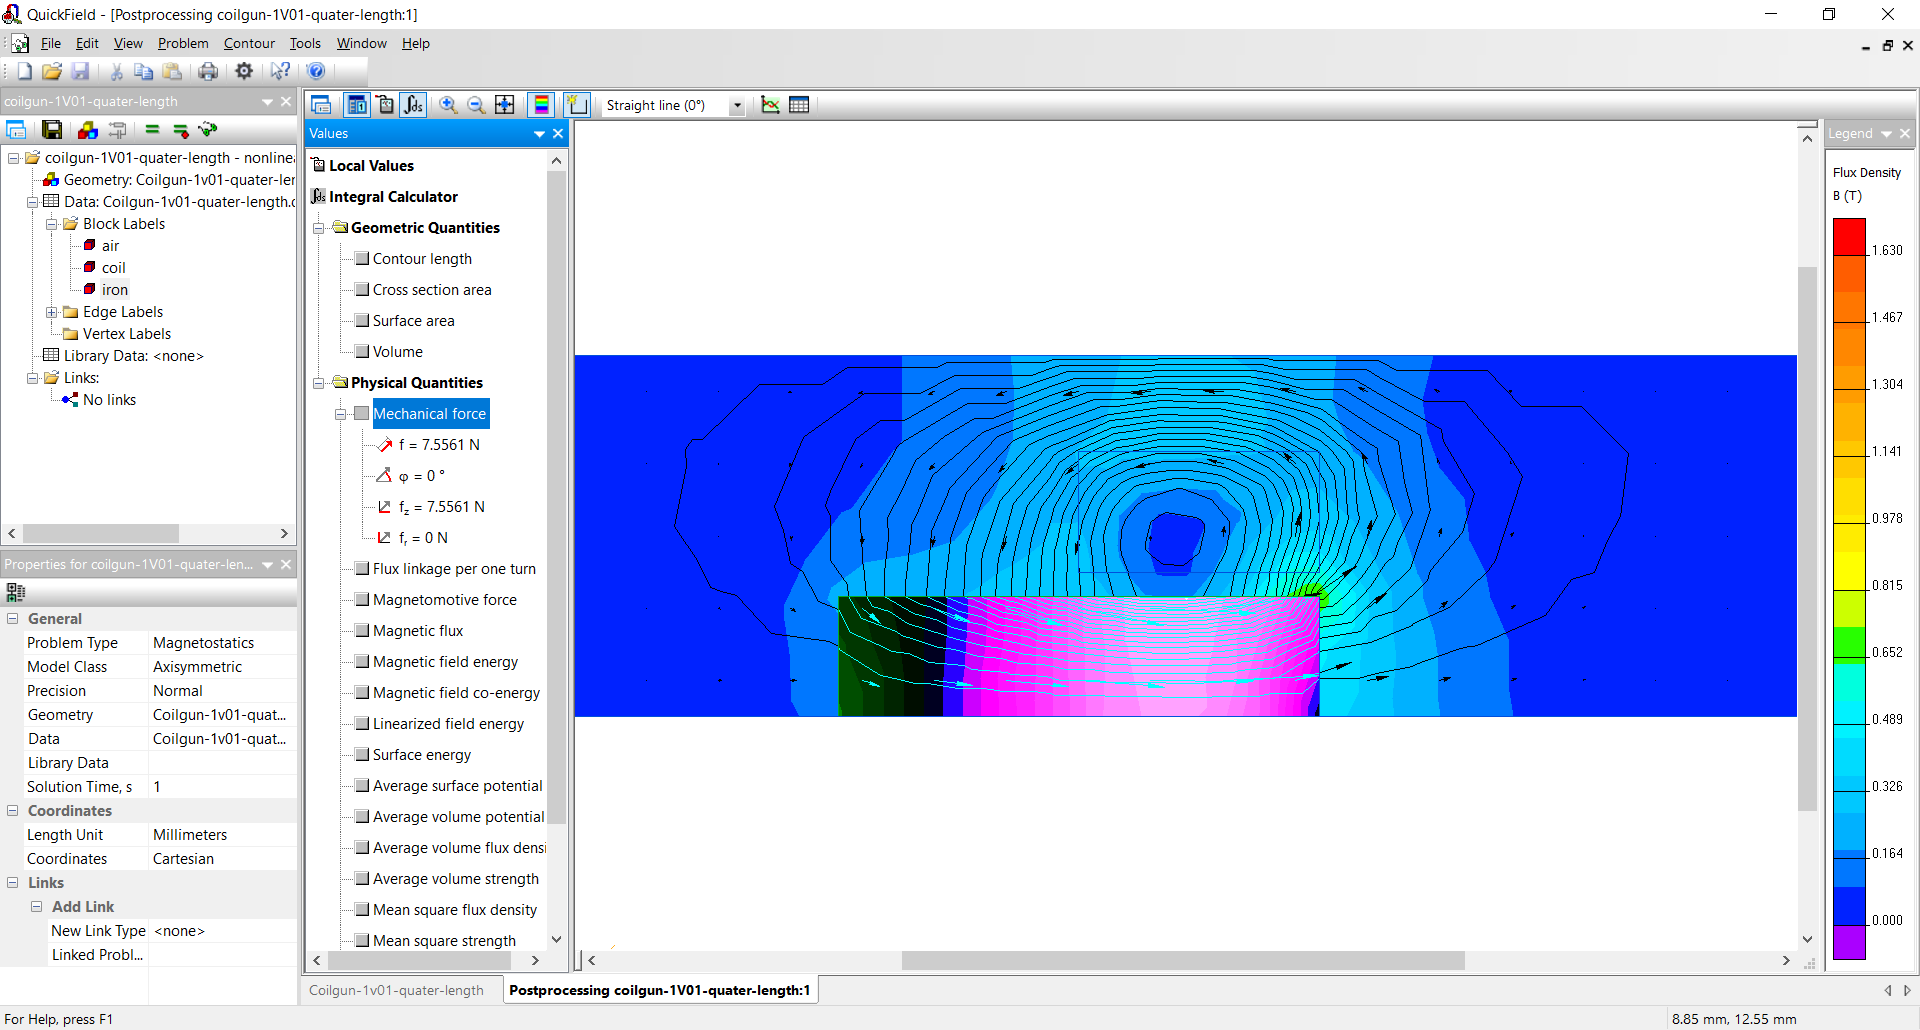 QuickField - [Postprocessing coilgun-1V01-quater-length:1]
File Edit View Problem Contour Tools Window Help
coilgun-1V01-quater-length
coilgun-1V01-quater-length - nonline
Geometry: Coilgun-1v01-quater-ler
Data: Coilgun-1v01-quater-length.
Block Labels
air
coil
iron
Edge Labels
Vertex Labels
Library Data: <none>
Links:
No links
Properties for coilgun-1V01-quater-len...
General
Problem Type Magnetostatics
Model Class Axisymmetric
Precision Normal
Geometry Coilgun-1v01-quat...
Data Coilgun-1v01-quat...
Library Data
Solution Time, s 1
Coordinates
Length Unit Millimeters
Coordinates Cartesian
Links
Add Link
New Link Type <none>
Linked Probl...
Straight line (0°)
Values
Local Values
Integral Calculator
Geometric Quantities
Contour length
Cross section area
Surface area
Volume
Physical Quantities
Mechanical force
f = 7.5561 N
φ = 0 °
fz = 7.5561 N
fr = 0 N
Flux linkage per one turn
Magnetomotive force
Magnetic flux
Magnetic field energy
Magnetic field co-energy
Linearized field energy
Surface energy
Average surface potential
Average volume potential
Average volume flux densi
Average volume strength
Mean square flux density
Mean square strength
Legend
Flux Density
B (T)
1.630
1.467
1.304
1.141
0.978
0.815
0.652
0.489
0.326
0.164
0.000
Coilgun-1v01-quater-length
Postprocessing coilgun-1V01-quater-length:1
For Help, press F1
8.85 mm, 12.55 mm